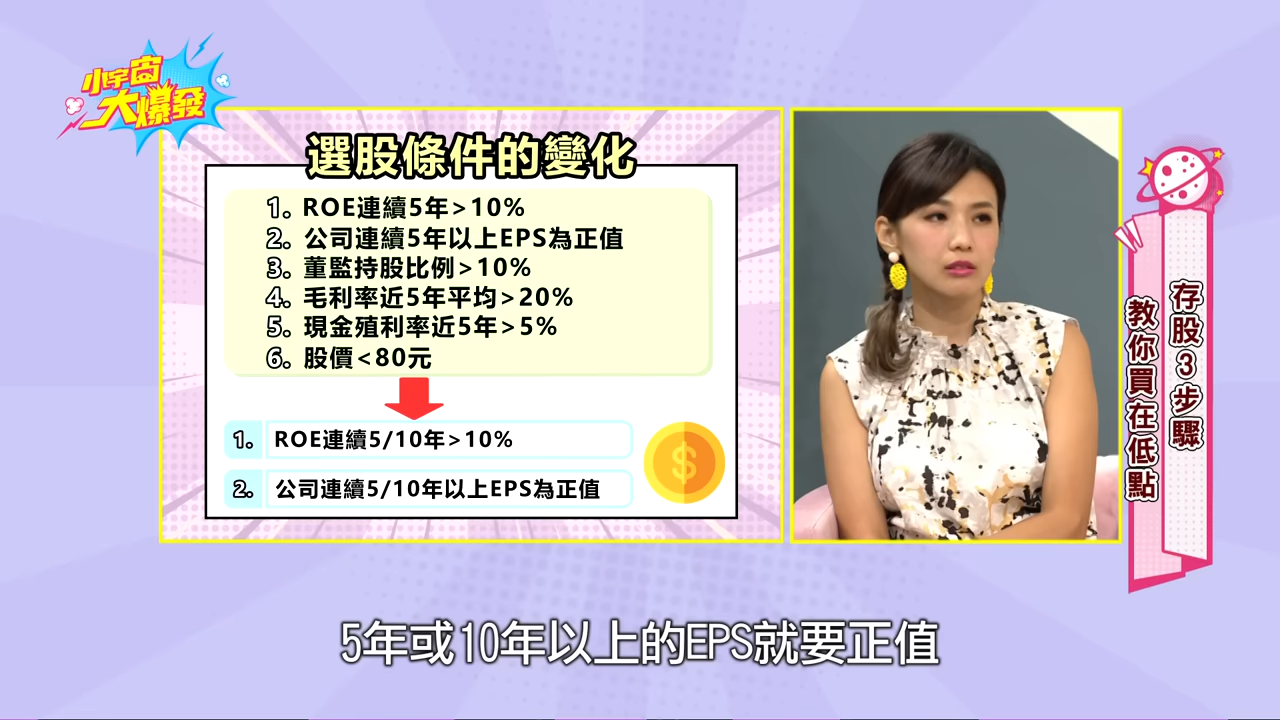 小宇宙
大爆發
選股條件的變化
1. ROE連續5年>10%
2. 公司連續5年以上EPS為正值
3. 董監持股比例>10%
4. 毛利率近5年平均>20%
5. 現金殖利率近5年>5%
6. 股價<80元
1. ROE連續5/10年>10%
2. 公司連續5/10年以上EPS為正值
$
存股3步驟
教你買在低點
5年或10年以上的EPS就要正值